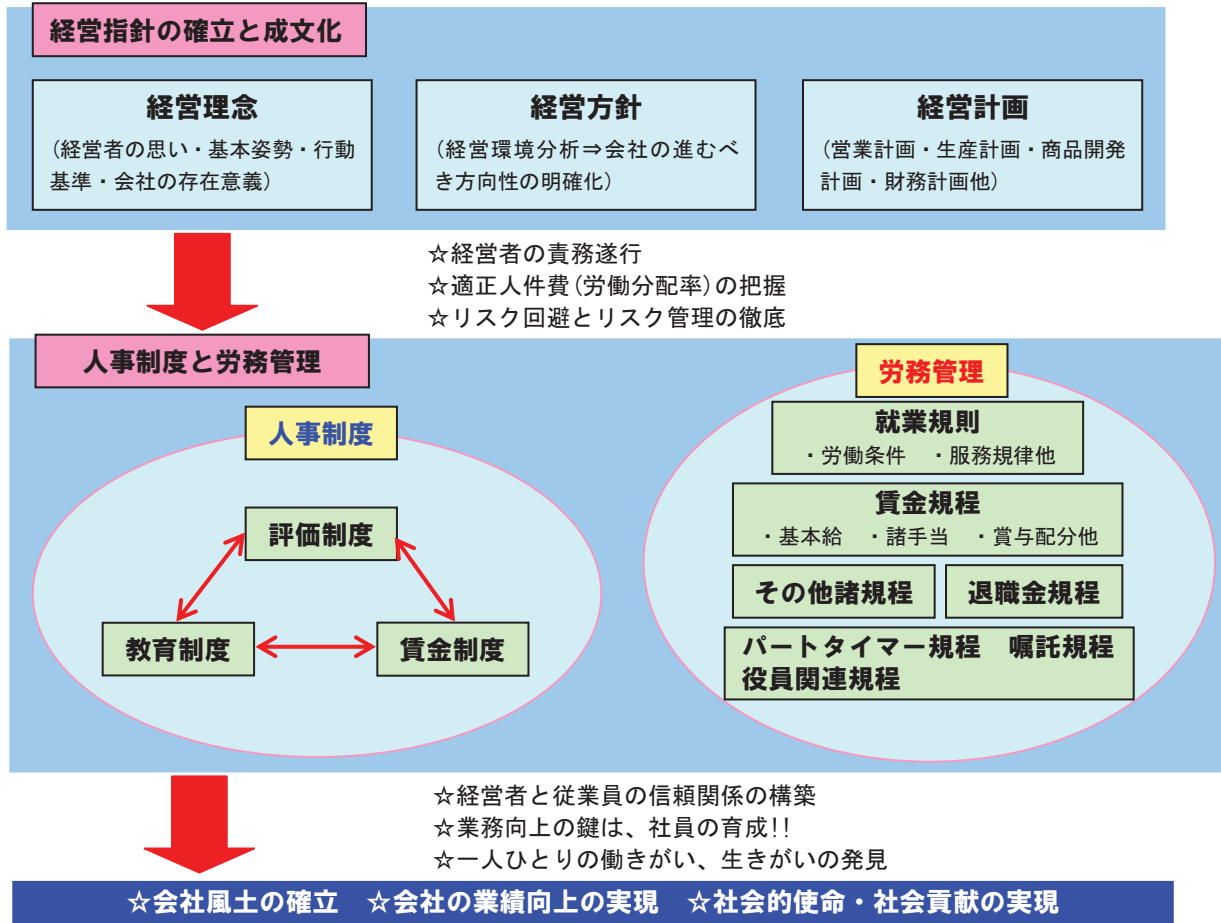 経営指針の確立と成文化
経営理念
(経営者の思い・基本姿勢・行動
基準・会社の存在意義)
経営方針
(経営環境分析⇒会社の進むべ
き方向性の明確化)
経営計画
(営業計画・生産計画・商品開発
計画・財務計画他)
☆経営者の責務遂行
☆適正人件費(労働分配率)の把握
☆リスク回避とリスク管理の徹底
人事制度と労務管理
人事制度
評価制度
教育制度
賃金制度
労務管理
就業規則
・労働条件 ・服務規律他
賃金規程
・基本給 ・諸手当 ・賞与配分他
その他諸規程
退職金規程
パートタイマー規程 嘱託規程
役員関連規程
☆経営者と従業員の信頼関係の構築
☆業務向上の鍵は、社員の育成!!
☆一人ひとりの働きがい、生きがいの発見
☆会社風土の確立 ☆会社の業績向上の実現 ☆社会的使命・社会貢献の実現